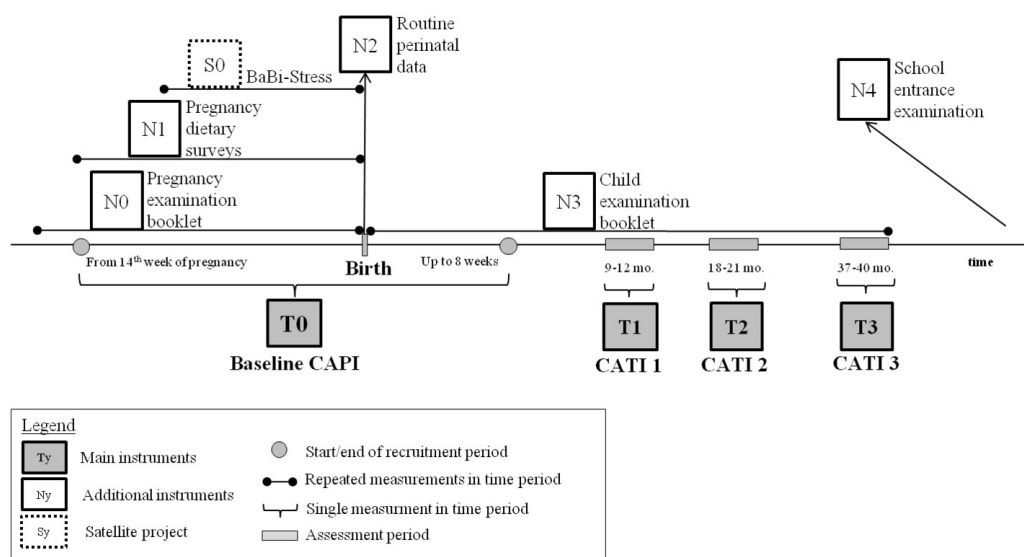 S0
BaBi-Stress
N1
Pregnancy
dietary
surveys
N0
Pregnancy
examination
booklet
N2
Routine
perinatal
data
N3
Child
examination
booklet
N4
School
entrance
examination
From 14th week of pregnancy
Birth
Up to 8 weeks
9-12 mo.
18-21 mo.
37-40 mo.
time
T0
Baseline CAPI
T1
CATI 1
T2
CATI 2
T3
CATI 3
Legend
Ty
Main instruments
Ny
Additional instruments
Sy
Satellite project
Start/end of recruitment period
Repeated measurements in time period
Single measurment in time period
Assessment period